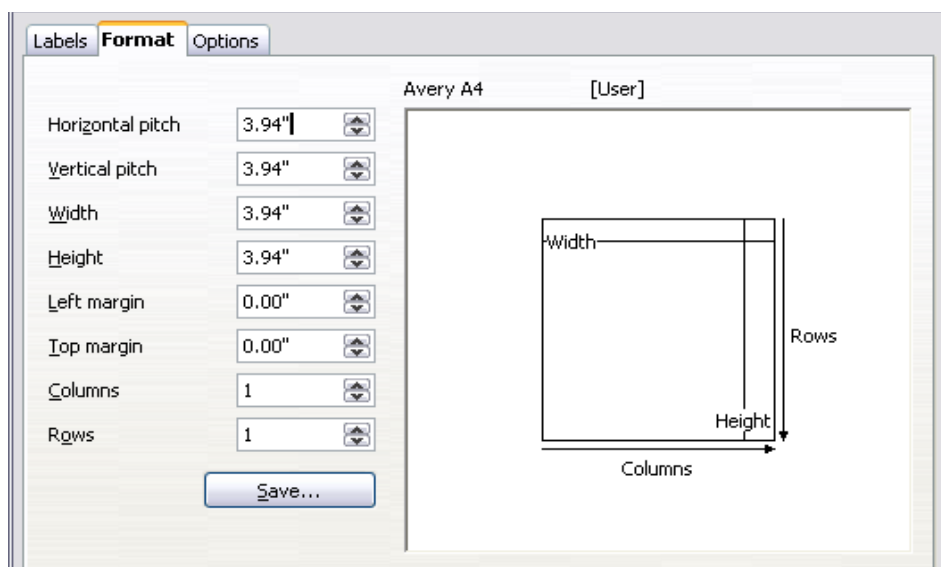 Labels Format Options
Avery A4 [User]
Horizontal pitch 3.94"
Vertical pitch 3.94"
Width 3.94"
Height 3.94"
Left margin 0.00"
Top margin 0.00"
Columns 1
Rows 1
Save...
Width
Rows
Height
Columns